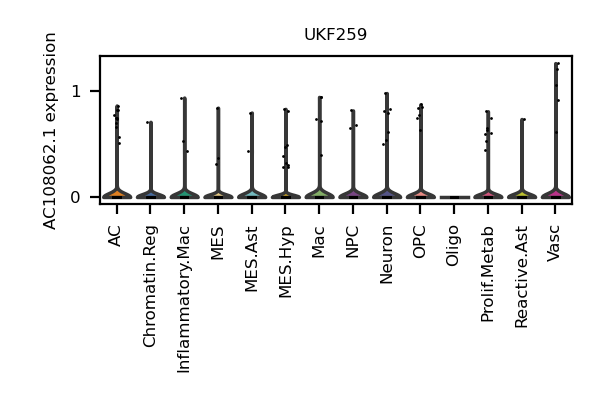 UKF259
AC108062.1 expression
1
0
AC
Chromatin.Reg
Inflammatory.Mac
MES
MES.Ast
MES.Hyp
Mac
NPC
Neuron
OPC
Oligo
Prolif.Metab
Reactive.Ast
Vasc